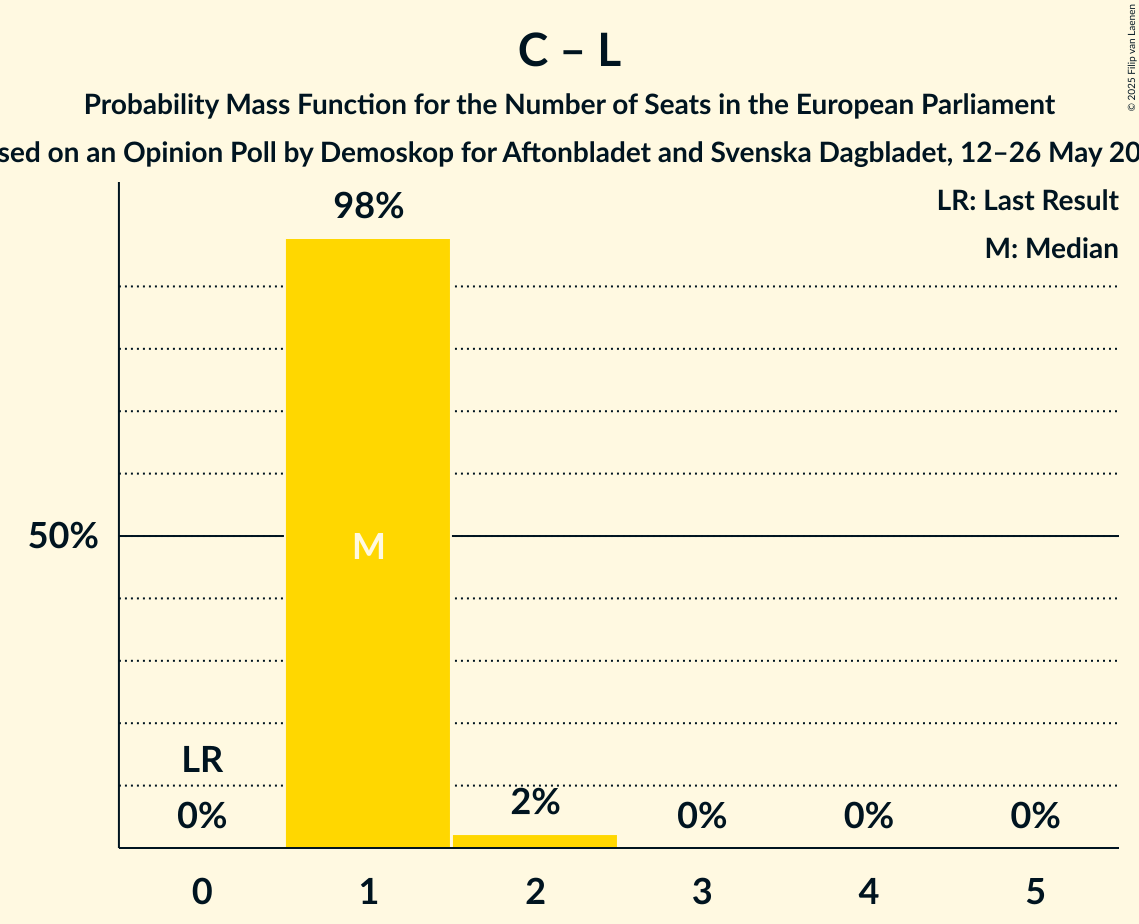 C – L
Probability Mass Function for the Number of Seats in the European Parliament
sed on an Opinion Poll by Demoskop for Aftonbladet and Svenska Dagbladet, 12–26 May 20
© 2025 Filip van Laenen
LR: Last Result
M: Median
98%
50%
M
LR
0%
2%
0%
0%
0%
0 1 2 3 4 5